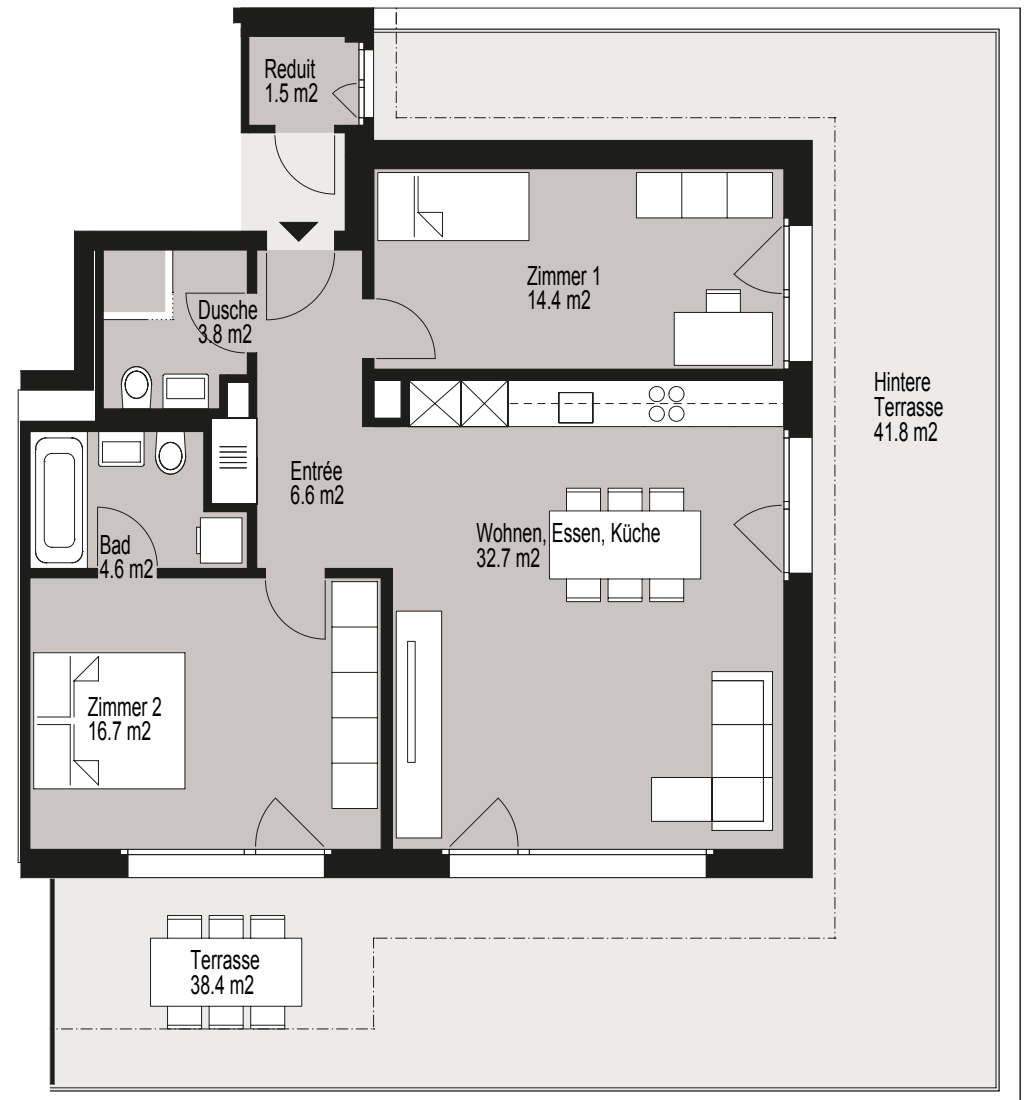 Reduit
1.5 m2
Zimmer 1
14.4 m2
Dusche
3.8 m2
Hintere
Terrasse
41.8 m2
Entrée
6.6 m2
Wohnen, Essen, Küche
32.7 m2
Bad
4.6 m2
Zimmer 2
16.7 m2
Terrasse
38.4 m2